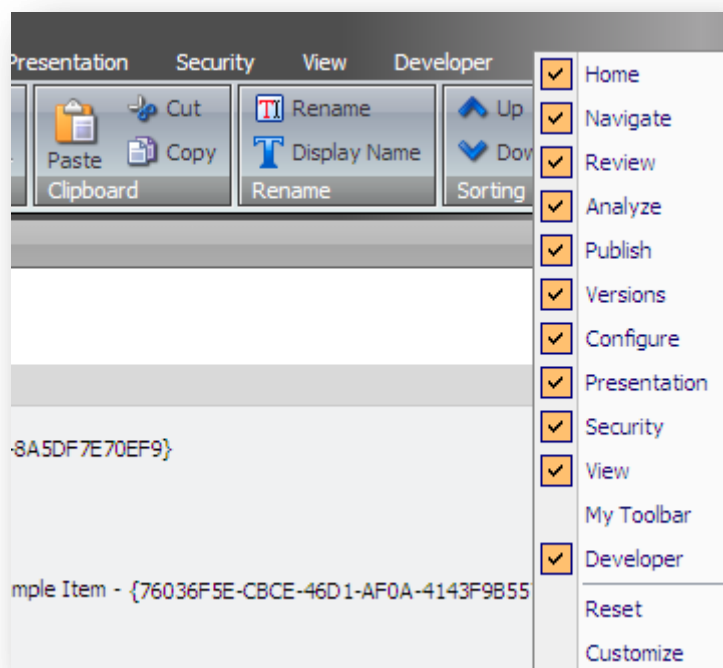 Presentation Security View Developer
Paste Cut Copy
Clipboard
Rename
Display Name
Rename
Up
Dow
Sorting
Home
Navigate
Review
Analyze
Publish
Versions
Configure
Presentation
Security
View
My Toolbar
Developer
Reset
Customize
-8A5DF7E70EF9}
mple Item - {76036F5E-CBCE-46D1-AF0A-4143F9B55